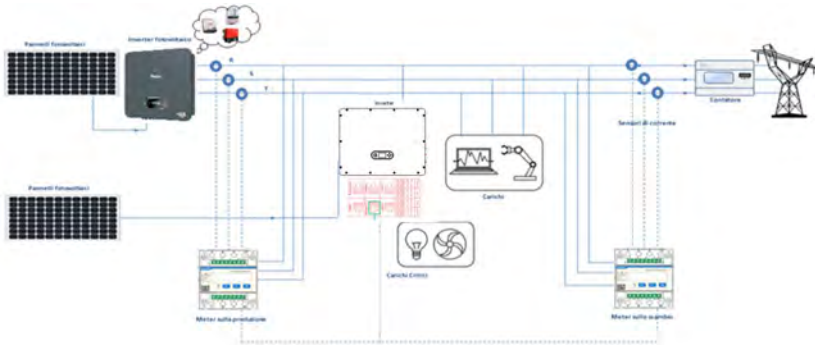 Pannelli fotovoltaici
Inverter fotovoltaico
R
S
T
Inverter
Contatore
Sensori di corrente
Carichi
Pannelli fotovoltaici
Carichi Critici
Meter sulla produzione
Meter sullo scambio